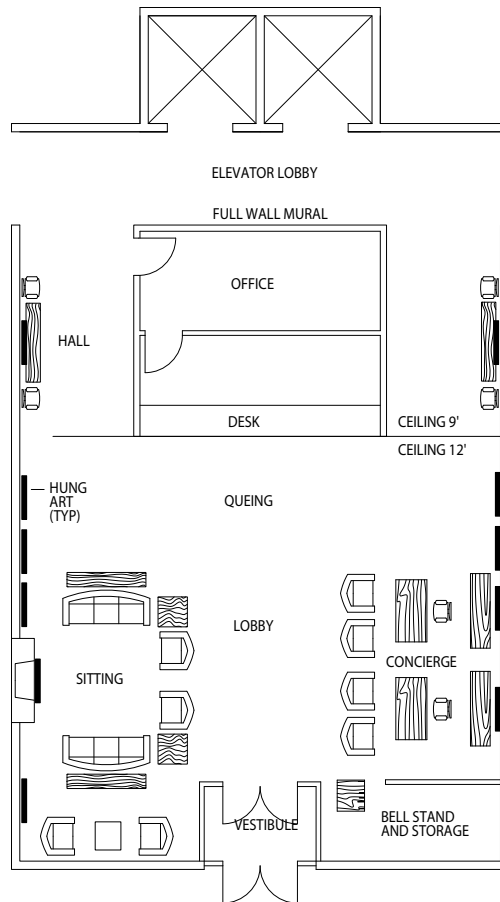 ELEVATOR LOBBY
FULL WALL MURAL
OFFICE
HALL
DESK
CEILING 9'
CEILING 12'
HUNG
ART
(TYP)
QUEING
LOBBY
CONCIERGE
SITTING
VESTIBULE
BELL STAND
AND STORAGE